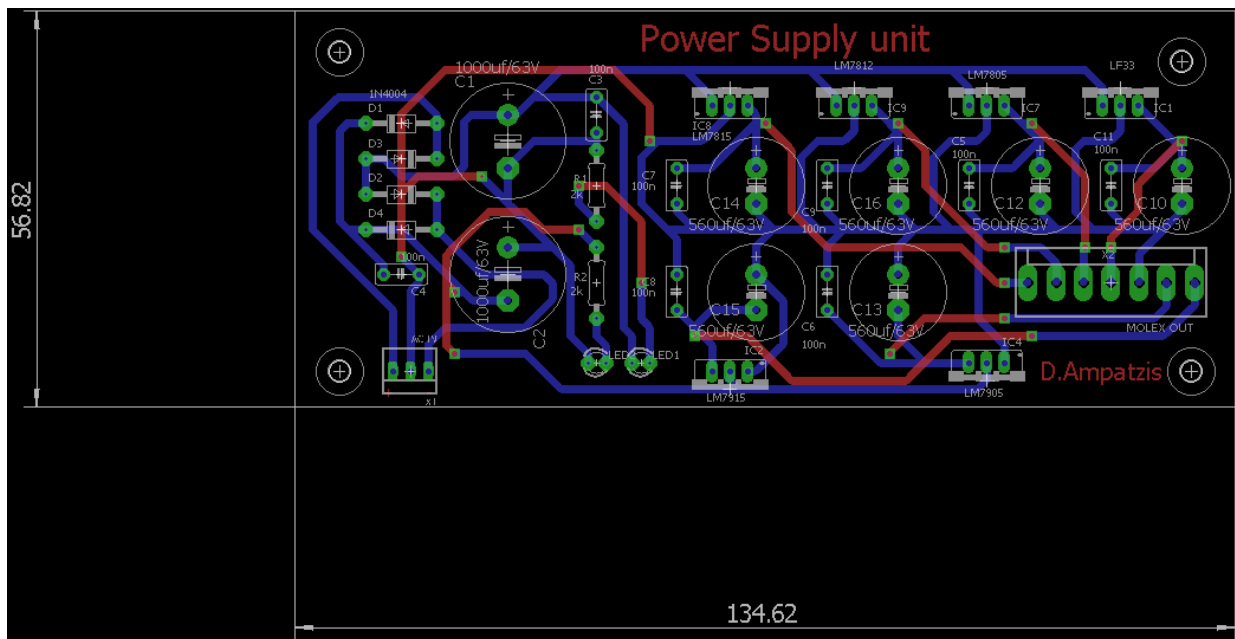 Power Supply unit
1000uf/63V
C1
100n
C3
LM7812
LM7805
LF33
1N4004
D1
D3
D2
D4
IC8
LM7815
IC9
IC7
IC1
R1
2k
C7
100n
C5
100n
C11
100n
C14
560uf/63V
C9
100n
C16
560uf/63V
C12
560uf/63V
C10
560uf/63V
56.82
100n
C4
1000uf/63V
C2
R2
2k
C8
100n
C15
560uf/63V
C6
100n
C13
560uf/63V
X2
MOLEX OUT
X1
LED1
IC2
LM7915
IC4
LM7905
D.Ampatzis
134.62